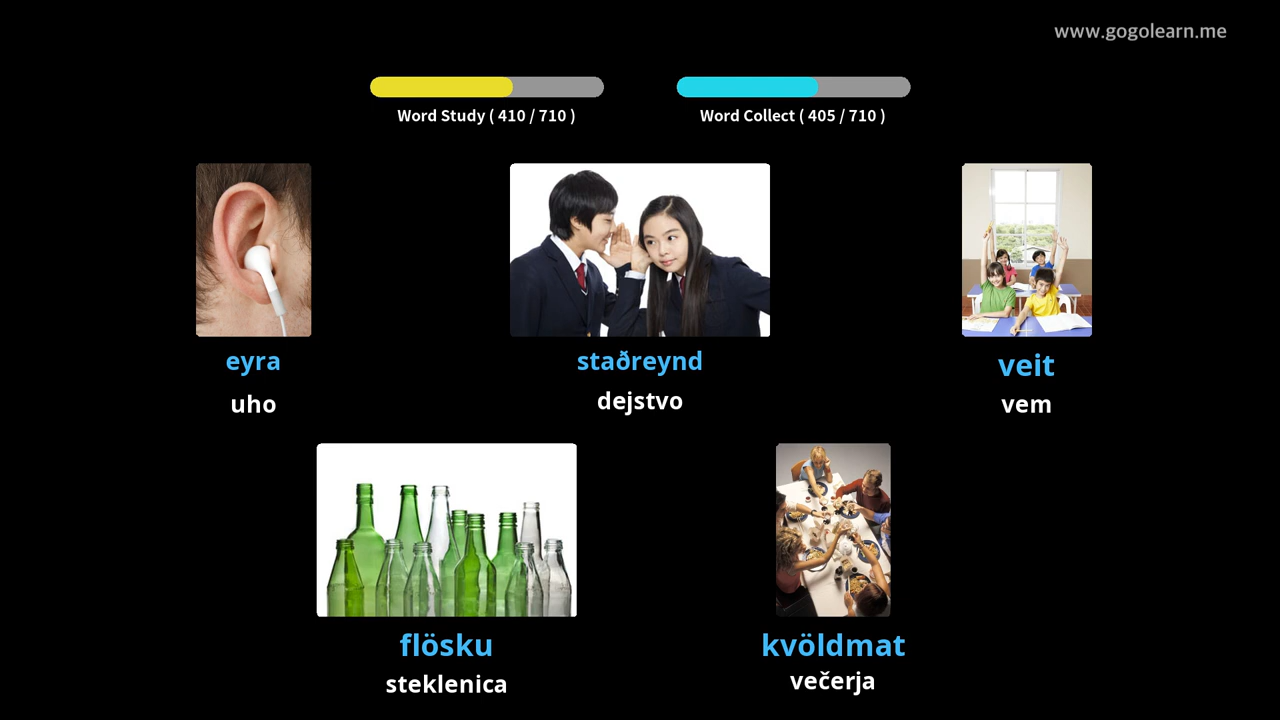 www.gogolearn.me
Word Study ( 410 / 710 )
Word Collect ( 405 / 710 )
eyra
uho
staðreynd
dejstvo
veit
vem
flösku
steklenica
kvöldmat
večerja